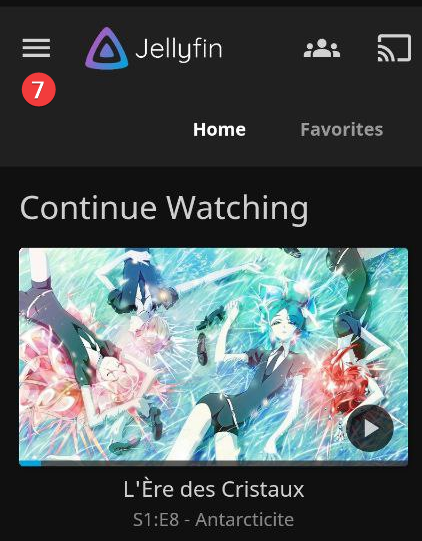 Jellyfin
7
Home Favorites
Continue Watching
L'Ère des Cristaux
S1:E8 - Antarcticite